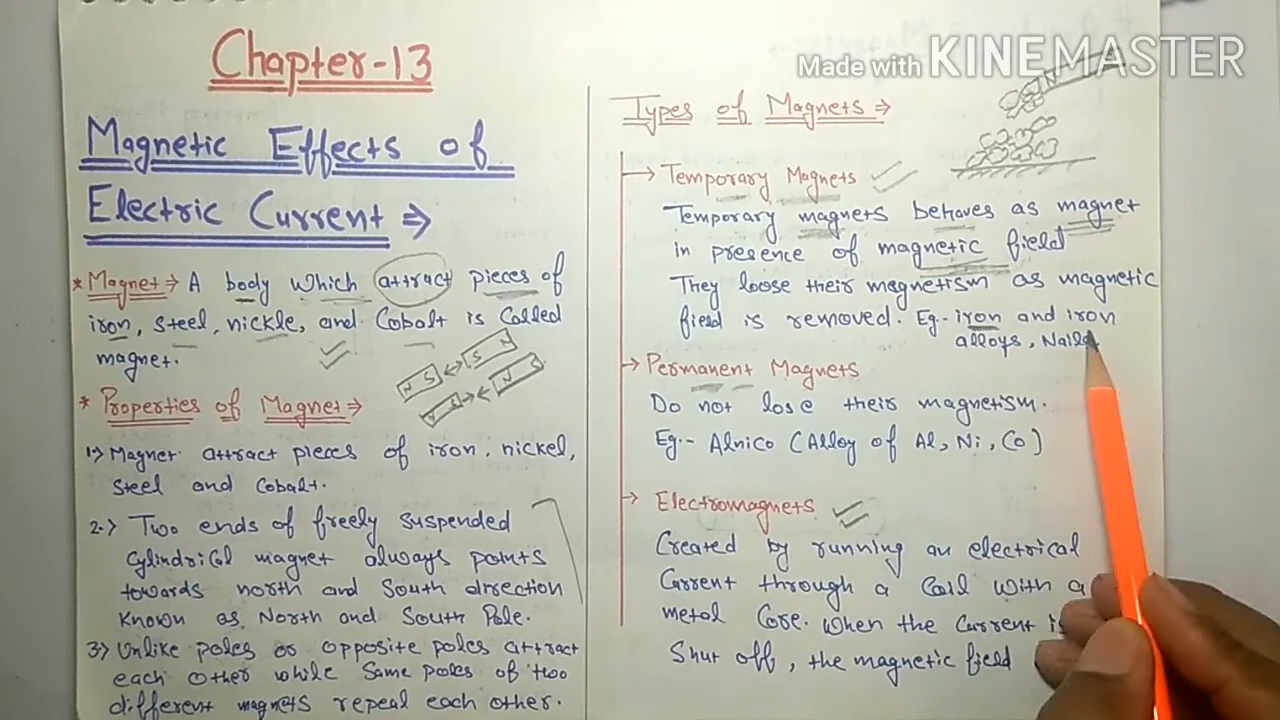 Chapter-13
Magnetic Effects of
Electric Current ⇒
* Magnet → A body which attract pieces of
iron, steel, nickle, and Cobalt is Called
magnet.
N S ↔ S N
N S →← N S
* Properties of Magnet ⇒
1.) Magnet attract pieces of iron, nickel,
Steel and Cobalt.
2.) Two ends of freely suspended
Cylindrical magnet always points
towards north and South direction
known as North and South Pole.
3.) Unlike poles or opposite poles attract
each other while Same poles of two
different magnets repeal each other.
Made with KINEMASTER
Types of Magnets ⇒
→ Temporary Magnets
Temporary magnets behaves as magnet
in presence of magnetic field
They loose their magnetism as magnetic
field is removed. Eg- iron and iron
alloys, Nails
→ Permanent Magnets
Do not lose their magnetism.
Eg.- Alnico (Alloy of Al, Ni, Co)
→ Electromagnets
Created by running an electrical
Current through a Coil with a
metal Core. When the Current is
Shut off, the magnetic field